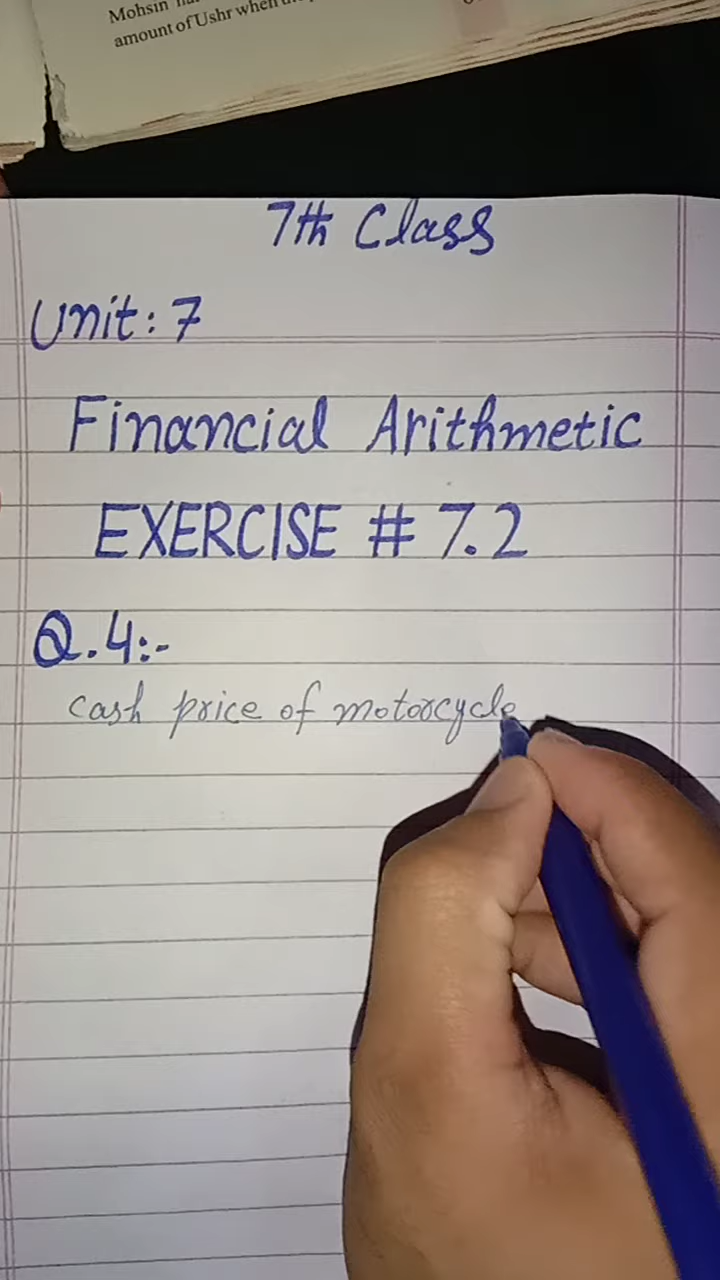 Mohsin
amount of Ushr when
7th Class
Unit: 7
Financial Arithmetic
EXERCISE # 7.2
Q.4:-
cash price of motorcycle